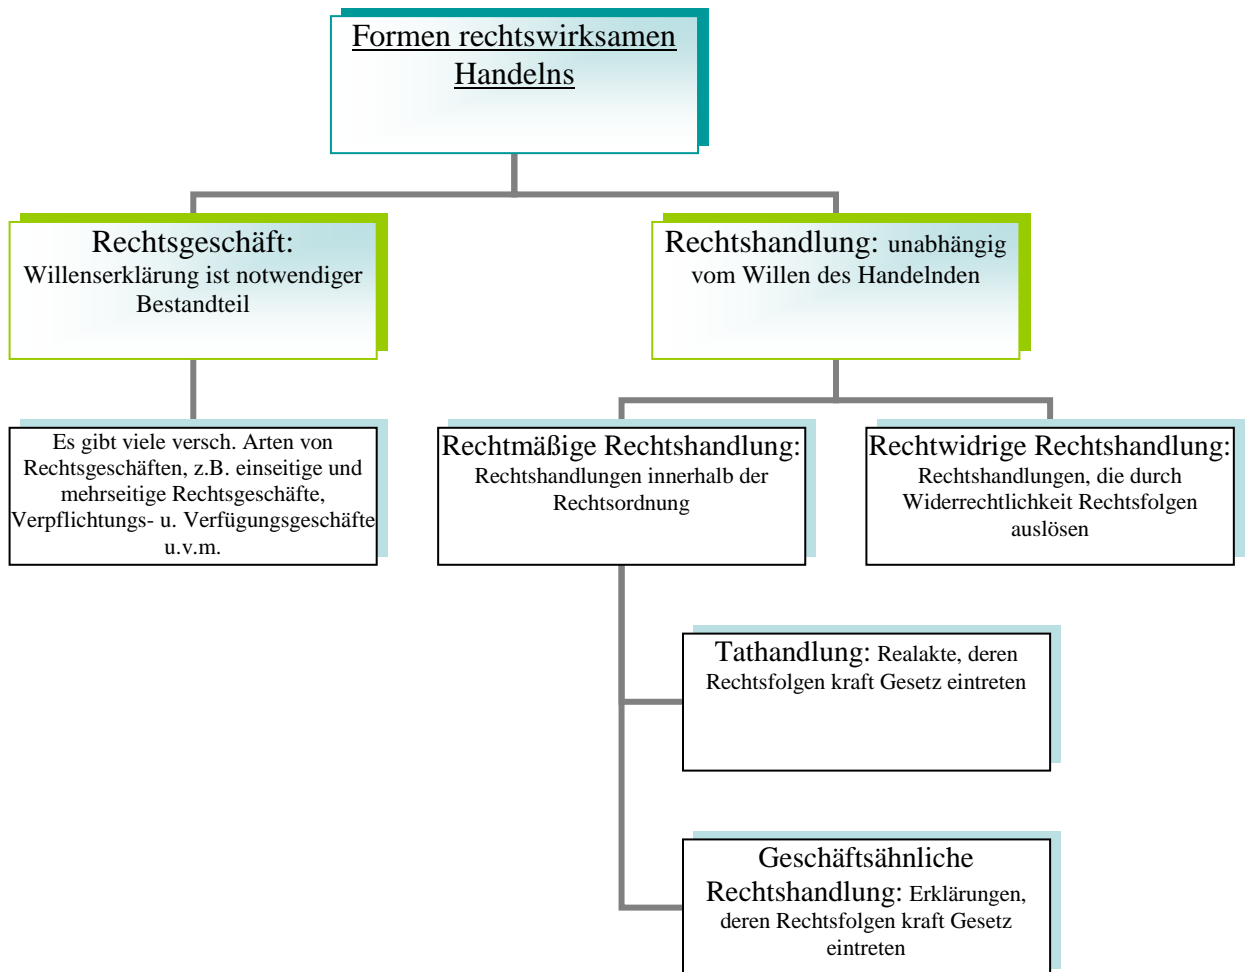 Formen rechtswirksamen
Handelns
Rechtsgeschäft:
Willenserklärung ist notwendiger
Bestandteil
Rechtshandlung: unabhängig
vom Willen des Handelnden
Es gibt viele versch. Arten von
Rechtsgeschäften, z.B. einseitige und
mehrseitige Rechtsgeschäfte,
Verpflichtungs- u. Verfügungsgeschäfte
u.v.m.
Rechtmäßige Rechtshandlung:
Rechtshandlungen innerhalb der
Rechtsordnung
Rechtwidrige Rechtshandlung:
Rechtshandlungen, die durch
Widerrechtlichkeit Rechtsfolgen
auslösen
Tathandlung: Realakte, deren
Rechtsfolgen kraft Gesetz eintreten
Geschäftsähnliche
Rechtshandlung: Erklärungen,
deren Rechtsfolgen kraft Gesetz
eintreten